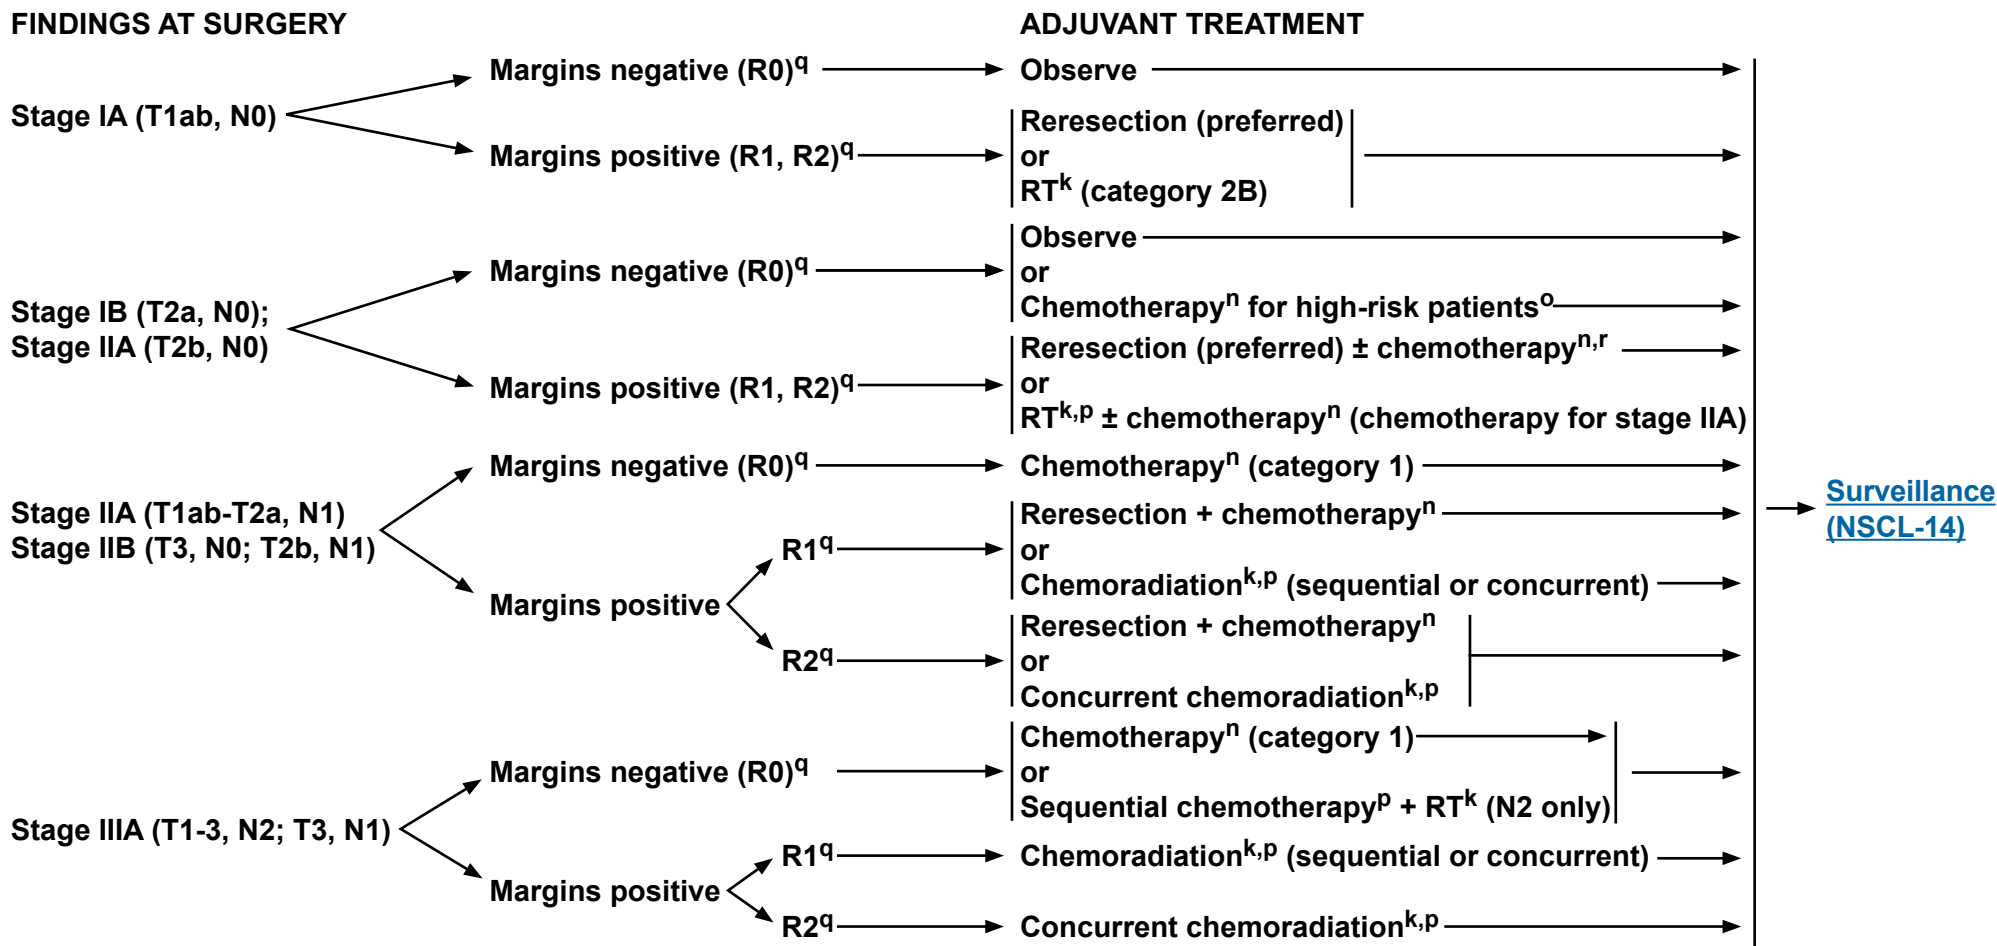 FINDINGS AT SURGERY
ADJUVANT TREATMENT
Stage IA (T1ab, N0)
Margins negative (R0)q
Observe
Margins positive (R1, R2)q
Reresection (preferred)
or
RTk (category 2B)
Stage IB (T2a, N0);
Stage IIA (T2b, N0)
Margins negative (R0)q
Observe
or
Chemotherapyn for high-risk patientso
Margins positive (R1, R2)q
Reresection (preferred) ± chemotherapyn,r
or
RTk,p ± chemotherapyn (chemotherapy for stage IIA)
Stage IIA (T1ab-T2a, N1)
Stage IIB (T3, N0; T2b, N1)
Margins negative (R0)q
Chemotherapyn (category 1)
Margins positive
R1q
Reresection + chemotherapyn
or
Chemoradiationk,p (sequential or concurrent)
R2q
Reresection + chemotherapyn
or
Concurrent chemoradiationk,p
Stage IIIA (T1-3, N2; T3, N1)
Margins negative (R0)q
Chemotherapyn (category 1)
or
Sequential chemotherapyp + RTk (N2 only)
Margins positive
R1q
Chemoradiationk,p (sequential or concurrent)
R2q
Concurrent chemoradiationk,p
Surveillance
(NSCL-14)